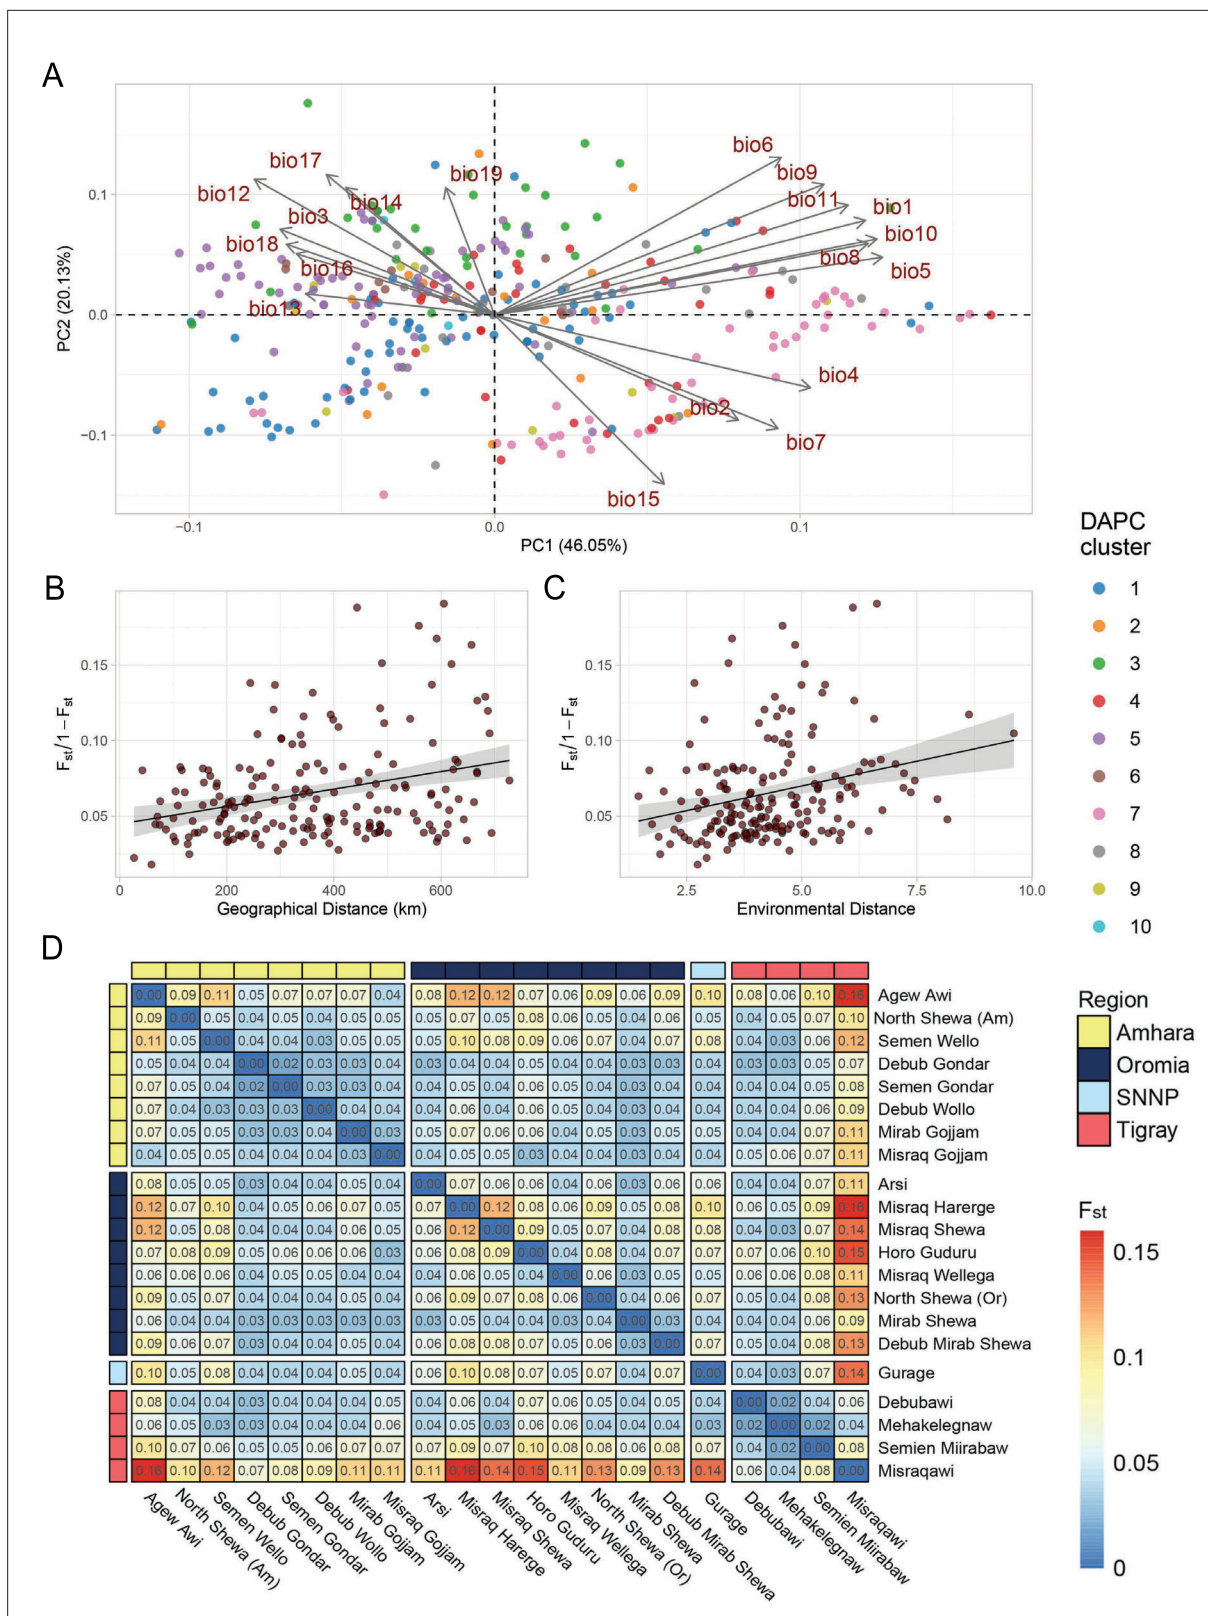 A
bio6
bio17
bio19
bio9
bio12
bio14
bio11
bio3
bio1
bio18
bio10
bio8
bio16
bio5
bio13
bio4
bio2
bio7
bio15
0.1
0.0
−0.1
PC2 (20.13%)
−0.1 0.0 0.1
PC1 (46.05%)
DAPC
cluster
1
2
3
4
5
6
7
8
9
10
B
0.15
0.10
0.05
Fst/1 − Fst
0 200 400 600
Geographical Distance (km)
C
0.15
0.10
0.05
Fst/1 − Fst
2.5 5.0 7.5 10.0
Environmental Distance
D
0.00 0.09 0.11 0.05 0.07 0.07 0.07 0.04 0.08 0.12 0.12 0.07 0.06 0.09 0.06 0.09 0.10 0.08 0.06 0.10 0.16 Agew Awi
0.09 0.00 0.05 0.04 0.05 0.04 0.05 0.05 0.05 0.07 0.05 0.08 0.06 0.05 0.04 0.06 0.05 0.04 0.05 0.07 0.10 North Shewa (Am)
0.11 0.05 0.00 0.04 0.04 0.03 0.05 0.05 0.05 0.10 0.08 0.09 0.06 0.07 0.04 0.07 0.08 0.04 0.03 0.06 0.12 Semen Wello
0.05 0.04 0.04 0.00 0.02 0.03 0.03 0.04 0.03 0.04 0.04 0.05 0.04 0.04 0.03 0.03 0.04 0.03 0.03 0.05 0.07 Debub Gondar
0.07 0.05 0.04 0.02 0.00 0.03 0.03 0.04 0.04 0.05 0.04 0.06 0.05 0.04 0.03 0.04 0.04 0.04 0.04 0.05 0.08 Semen Gondar
0.07 0.04 0.03 0.03 0.03 0.00 0.04 0.04 0.04 0.06 0.04 0.06 0.05 0.04 0.03 0.04 0.04 0.04 0.04 0.06 0.09 Debub Wollo
0.07 0.05 0.05 0.03 0.03 0.04 0.00 0.03 0.05 0.07 0.06 0.06 0.04 0.05 0.03 0.05 0.05 0.04 0.04 0.07 0.11 Mirab Gojjam
0.04 0.05 0.05 0.04 0.04 0.04 0.03 0.00 0.04 0.05 0.05 0.03 0.04 0.04 0.03 0.04 0.04 0.05 0.06 0.07 0.11 Misraq Gojjam
0.08 0.05 0.05 0.03 0.04 0.04 0.05 0.04 0.00 0.07 0.06 0.06 0.06 0.06 0.03 0.06 0.06 0.04 0.04 0.07 0.11 Arsi
0.12 0.07 0.10 0.04 0.05 0.06 0.07 0.05 0.07 0.00 0.12 0.08 0.06 0.09 0.05 0.08 0.10 0.06 0.05 0.09 0.16 Misraq Harerge
0.12 0.05 0.08 0.04 0.04 0.04 0.06 0.05 0.06 0.12 0.00 0.09 0.05 0.07 0.04 0.08 0.08 0.04 0.03 0.07 0.14 Misraq Shewa
0.07 0.08 0.09 0.05 0.06 0.06 0.06 0.03 0.06 0.08 0.09 0.00 0.04 0.08 0.04 0.07 0.07 0.07 0.06 0.10 0.15 Horo Guduru
0.06 0.06 0.06 0.04 0.05 0.05 0.04 0.04 0.06 0.06 0.05 0.04 0.00 0.06 0.03 0.05 0.05 0.06 0.06 0.08 0.11 Misraq Wellega
0.09 0.05 0.07 0.04 0.04 0.04 0.05 0.04 0.06 0.09 0.07 0.08 0.06 0.00 0.04 0.06 0.07 0.05 0.04 0.08 0.13 North Shewa (Or)
0.06 0.04 0.04 0.03 0.03 0.03 0.03 0.03 0.03 0.05 0.04 0.04 0.03 0.04 0.00 0.03 0.04 0.04 0.04 0.06 0.09 Mirab Shewa
0.09 0.06 0.07 0.03 0.04 0.04 0.05 0.04 0.06 0.08 0.08 0.07 0.05 0.06 0.03 0.00 0.07 0.05 0.04 0.08 0.13 Debub Mirab Shewa
0.10 0.05 0.08 0.04 0.04 0.04 0.05 0.04 0.06 0.10 0.08 0.07 0.05 0.07 0.04 0.07 0.00 0.04 0.03 0.07 0.14 Gurage
0.08 0.04 0.04 0.03 0.04 0.04 0.04 0.05 0.04 0.06 0.04 0.07 0.06 0.05 0.04 0.05 0.04 0.00 0.02 0.04 0.06 Debubawi
0.06 0.05 0.03 0.03 0.04 0.04 0.04 0.06 0.04 0.05 0.03 0.06 0.06 0.04 0.04 0.04 0.03 0.02 0.00 0.02 0.04 Mehakelegnaw
0.10 0.07 0.06 0.05 0.05 0.06 0.07 0.07 0.07 0.09 0.07 0.10 0.08 0.08 0.06 0.08 0.07 0.04 0.02 0.00 0.08 Semien Miirabaw
0.16 0.10 0.12 0.07 0.08 0.09 0.11 0.11 0.11 0.16 0.14 0.15 0.11 0.13 0.09 0.13 0.14 0.06 0.04 0.08 0.00 Misraqawi
Agew Awi
North Shewa (Am)
Semen Wello
Debub Gondar
Semen Gondar
Debub Wollo
Mirab Gojjam
Misraq Gojjam
Arsi
Misraq Harerge
Misraq Shewa
Horo Guduru
Misraq Wellega
North Shewa (Or)
Mirab Shewa
Debub Mirab Shewa
Gurage
Debubawi
Mehakelegnaw
Semien Miirabaw
Misraqawi
Region
Amhara
Oromia
SNNP
Tigray
Fst
0.15
0.1
0.05
0